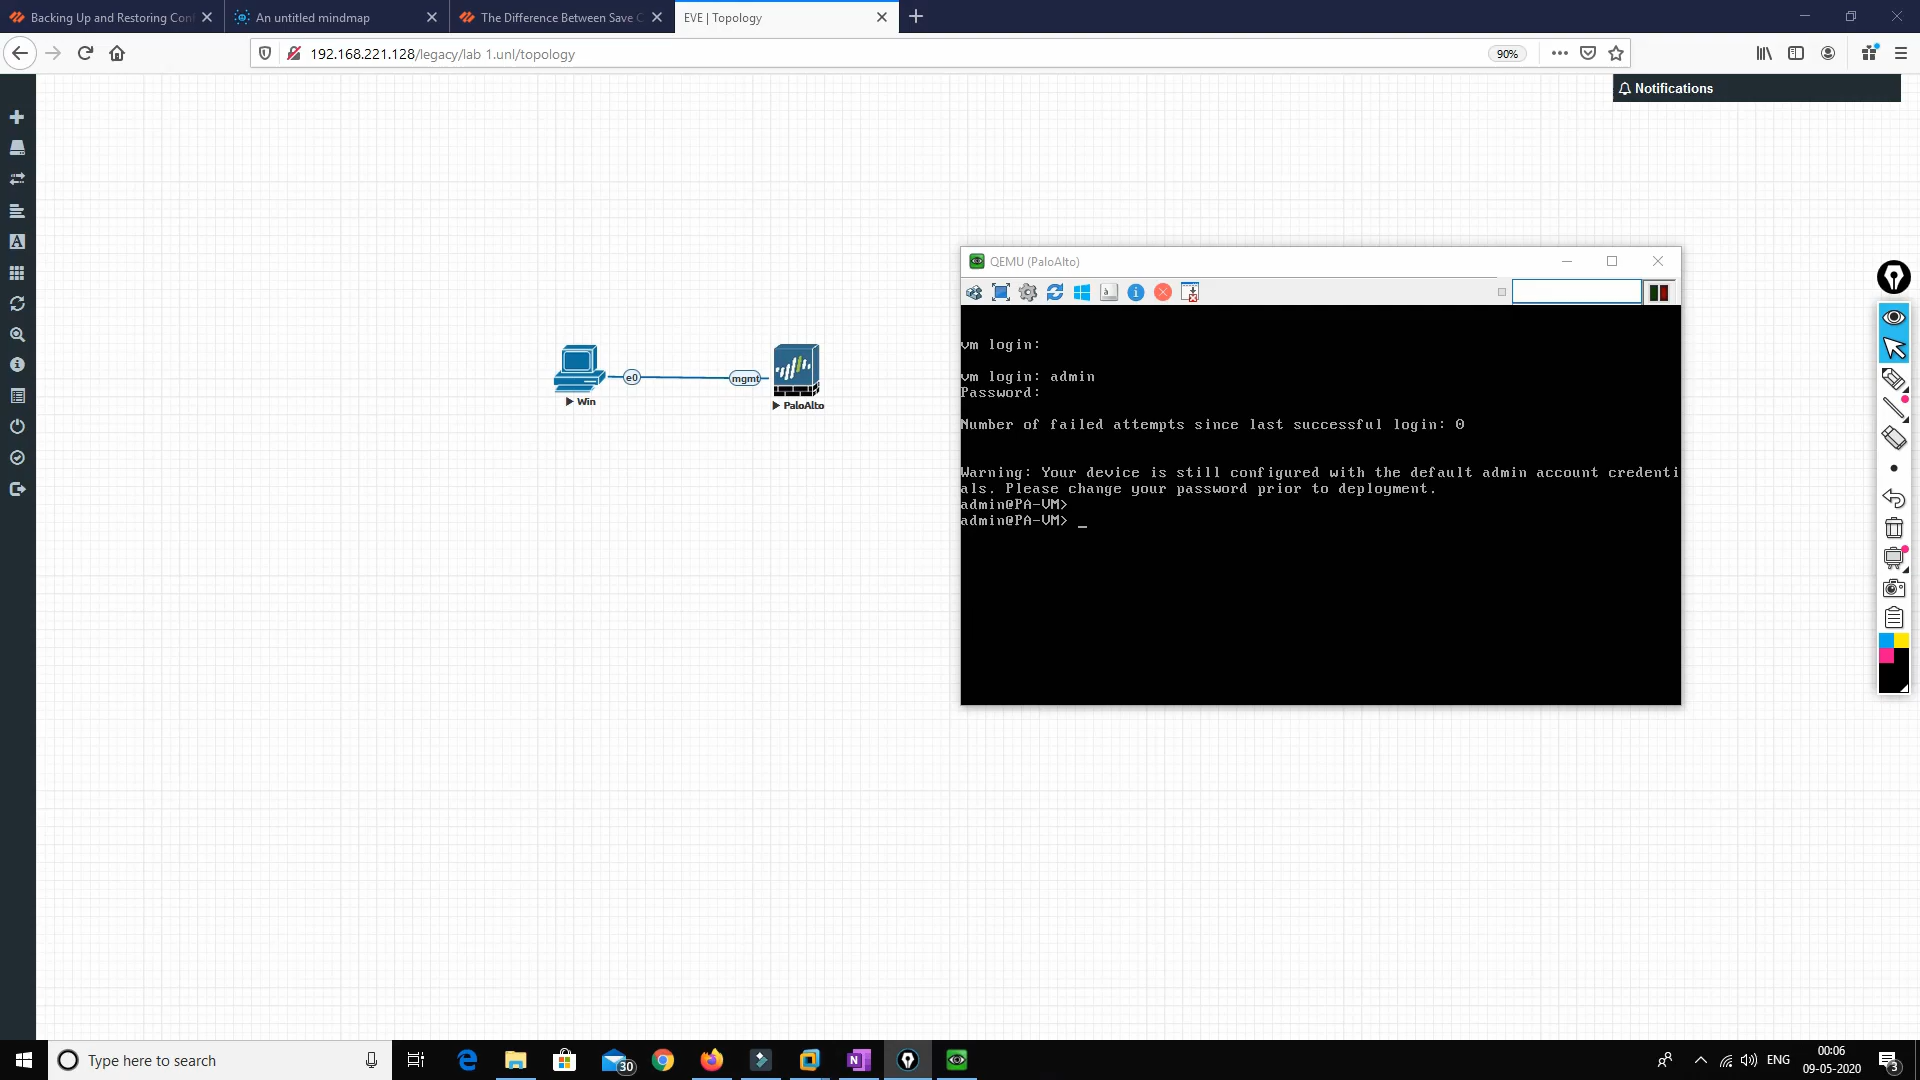 Backing Up and Restoring Con
An untitled mindmap
The Difference Between Save C
EVE | Topology
192.168.221.128/legacy/lab 1.unl/topology
90%
Notifications
QEMU (PaloAlto)
vm login:
vm login: admin
Password:
Number of failed attempts since last successful login: 0
Warning: Your device is still configured with the default admin account credenti
als. Please change your password prior to deployment.
admin@PA-VM>
admin@PA-VM> _
e0
mgmt
Win
PaloAlto
Type here to search
30
N
ENG
00:06
09-05-2020
3